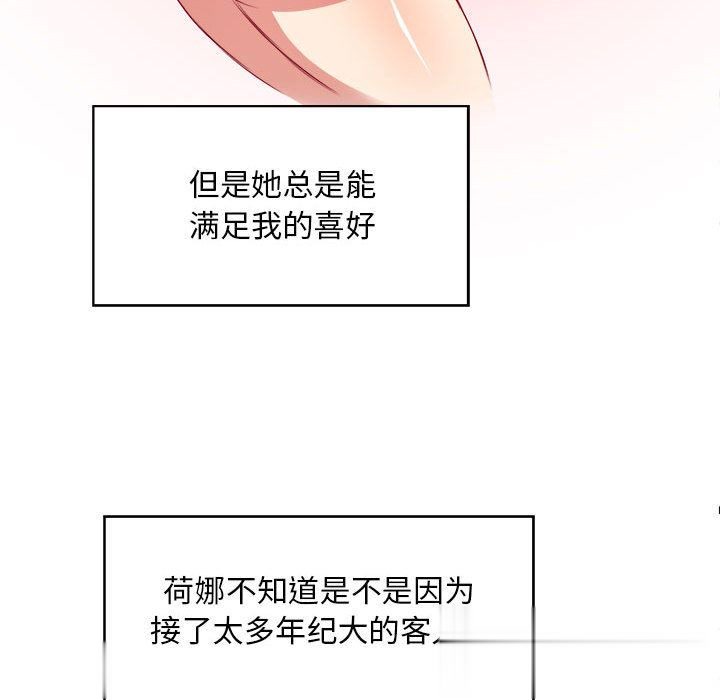 但是她总是能
满足我的喜好
荷娜不知道是不是因为
接了太多年纪大的客